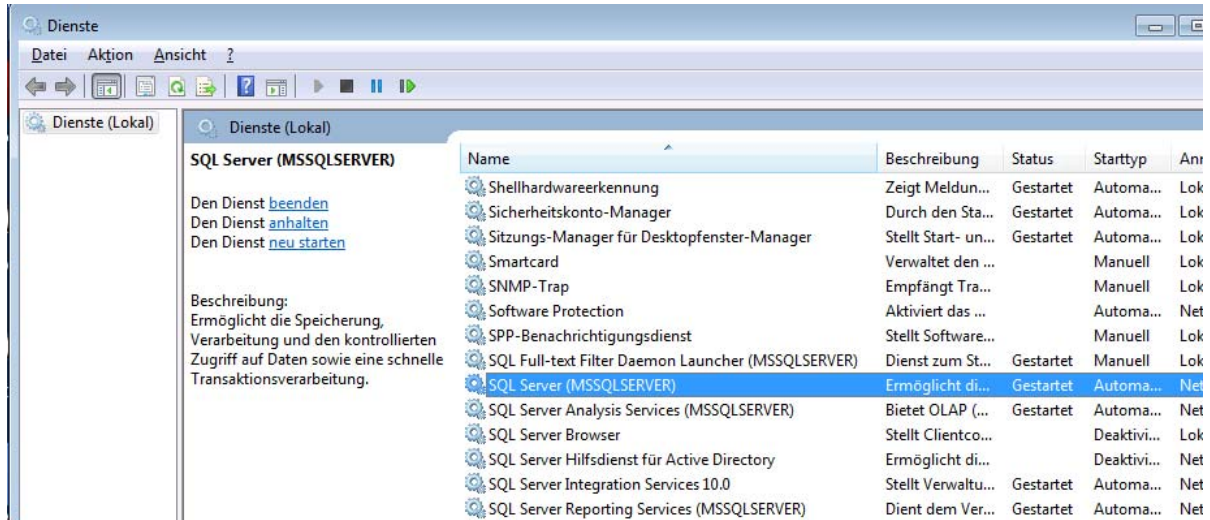 Dienste
Datei Aktion Ansicht ?
Dienste (Lokal)
Dienste (Lokal)
SQL Server (MSSQLSERVER)
Den Dienst beenden
Den Dienst anhalten
Den Dienst neu starten
Beschreibung:
Ermöglicht die Speicherung,
Verarbeitung und den kontrollierten
Zugriff auf Daten sowie eine schnelle
Transaktionsverarbeitung.
Name Beschreibung Status Starttyp Anr
Shellhardwareerkennung Zeigt Meldun... Gestartet Automa... Lok
Sicherheitskonto-Manager Durch den Sta... Gestartet Automa... Lok
Sitzungs-Manager für Desktopfenster-Manager Stellt Start- un... Gestartet Automa... Lok
Smartcard Verwaltet den ... Manuell Lok
SNMP-Trap Empfängt Tra... Manuell Lok
Software Protection Aktiviert das ... Automa... Net
SPP-Benachrichtigungsdienst Stellt Software... Manuell Lok
SQL Full-text Filter Daemon Launcher (MSSQLSERVER) Dienst zum St... Gestartet Manuell Lok
SQL Server (MSSQLSERVER) Ermöglicht di... Gestartet Automa... Net
SQL Server Analysis Services (MSSQLSERVER) Bietet OLAP (... Gestartet Automa... Net
SQL Server Browser Stellt Clientco... Deaktivi... Lok
SQL Server Hilfsdienst für Active Directory Ermöglicht di... Deaktivi... Net
SQL Server Integration Services 10.0 Stellt Verwaltu... Gestartet Automa... Net
SQL Server Reporting Services (MSSQLSERVER) Dient dem Ver... Gestartet Automa... Net